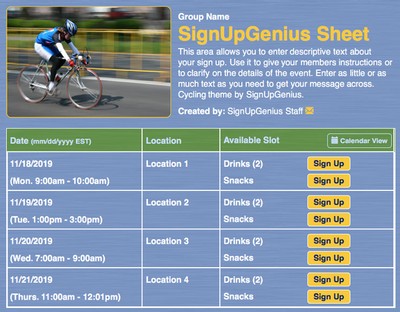 Group Name
SignUpGenius Sheet
This area allows you to enter descriptive text about
your sign up. Use it to give your members instructions or
to clarify on the details of the event. Enter as little or as
much text as you need to get your message across.
Cycling theme by SignUpGenius.
Created by: SignUpGenius Staff
Date (mm/dd/yyyy EST) Location Available Slot Calendar View
11/18/2019 Location 1 Drinks (2) Sign Up
(Mon. 9:00am - 10:00am) Snacks Sign Up
11/19/2019 Location 2 Drinks (2) Sign Up
(Tue. 1:00pm - 3:00pm) Snacks Sign Up
11/20/2019 Location 3 Drinks (2) Sign Up
(Wed. 7:00am - 9:00am) Snacks Sign Up
11/21/2019 Location 4 Drinks (2) Sign Up
(Thurs. 11:00am - 12:01pm) Snacks Sign Up